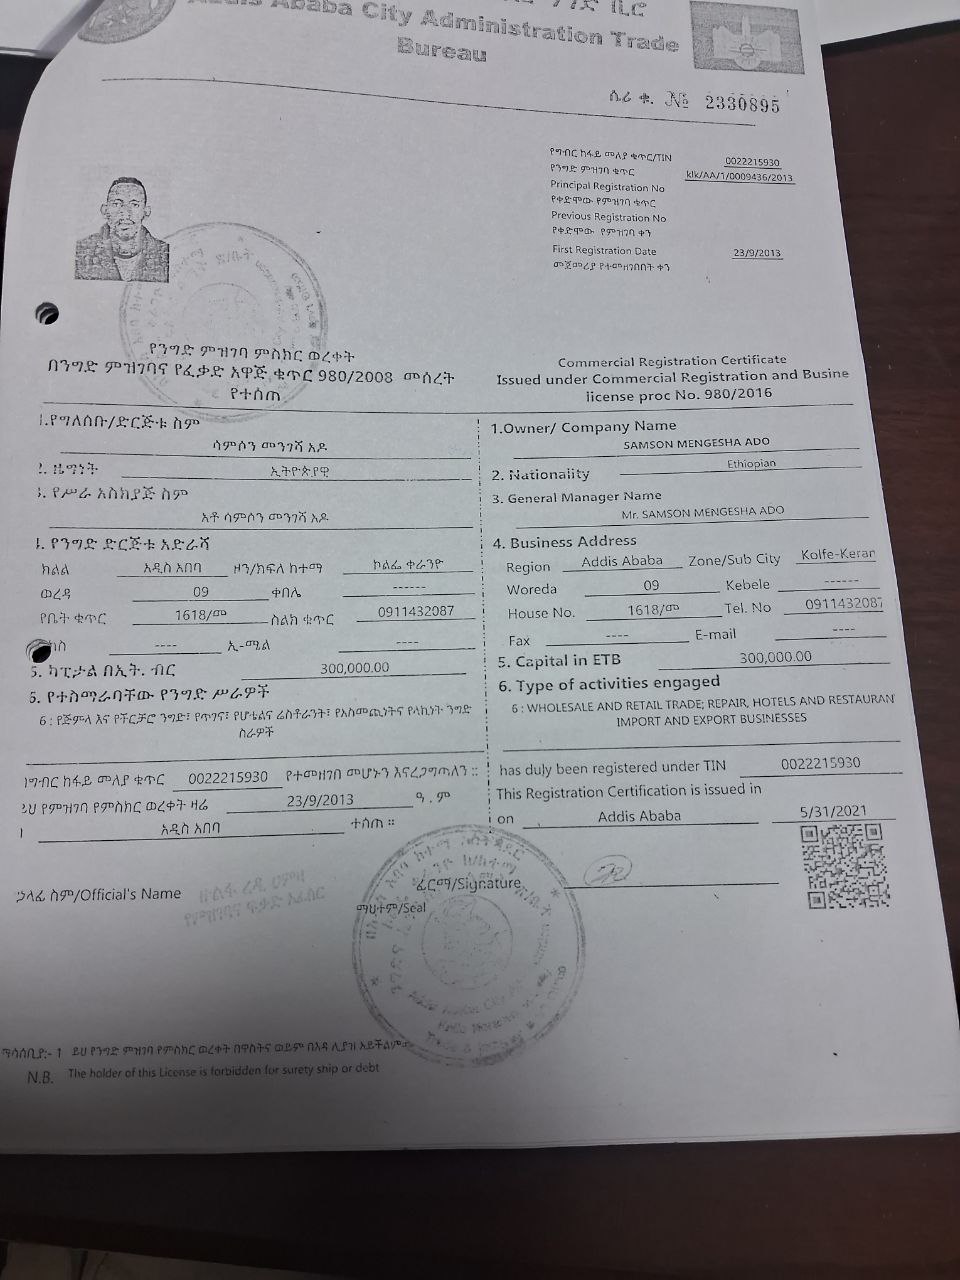 Addis Ababa City Administration Trade
Bureau
ሴሪ ቁ. № 2330895
የግብር ከፋይ መለያ ቁጥር/TIN 0022215930
የንግድ ምዝገባ ቁጥር klk/AA/1/0009436/2013
Principal Registration No
የቀድሞው የምዝገባ ቁጥር
Previous Registration No
የቀድሞው የምዝገባ ቀን
First Registration Date 23/9/2013
መጀመሪያ የተመዘገበበት ቀን
የንግድ ምዝገባ ምስክር ወረቀት
በንግድ ምዝገባና የፈቃድ አዋጅ ቁጥር 980/2008 መሰረት
የተሰጠ
Commercial Registration Certificate
Issued under Commercial Registration and Busine
license proc No. 980/2016
1.የግለሰቡ/ድርጅቱ ስም
ሳምሶን መንገሻ አዶ
2. ዜግነት ኢትዮጵያዊ
3. የሥራ አስኪያጅ ስም
አቶ ሳምሶን መንገሻ አዶ
4. የንግድ ድርጅቱ አድራሻ
ክልል አዲስ አበባ ዞን/ክፍለ ከተማ ኮልፌ ቀራንዮ
ወረዳ 09 ቀበሌ ------
የቤት ቁጥር 1618/መ ስልክ ቁጥር 0911432087
---- ኢ-ሜል ----
5. ካፒታል በኢት. ብር 300,000.00
6. የተሰማራባቸው የንግድ ሥራዎች
6 : የጅምላ እና የችርቻሮ ንግድ፤ የጥገና፤ የሆቴልና ሬስቶራንት፤ የአስመጪነትና የላኪነት ንግድ
ስራዎች
1.Owner/ Company Name
SAMSON MENGESHA ADO
2. Nationality Ethiopian
3. General Manager Name
Mr. SAMSON MENGESHA ADO
4. Business Address
Region Addis Ababa Zone/Sub City Kolfe-Keran
Woreda 09 Kebele ------
House No. 1618/መ Tel. No 0911432087
Fax ---- E-mail ----
5. Capital in ETB 300,000.00
6. Type of activities engaged
6 : WHOLESALE AND RETAIL TRADE; REPAIR, HOTELS AND RESTAURAN
IMPORT AND EXPORT BUSINESSES
ግብር ከፋይ መለያ ቁጥር 0022215930 የተመዘገበ መሆኑን እናረጋግጣለን ።
ይህ የምዝገባ የምስክር ወረቀት ዛሬ 23/9/2013 ዓ . ም
አዲስ አበባ ተሰጠ ።
has duly been registered under TIN 0022215930
This Registration Certification is issued in
on Addis Ababa 5/31/2021
ኃላፊ ስም/Official's Name
ፊርማ/Signature
ማህተም/Seal
ማሳሰቢያ:- 1 ይህ የንግድ ምዝገባ የምስክር ወረቀት በዋስትና ወይም በእዳ ሊያዝ አይችልም
N.B. The holder of this License is forbidden for surety ship or debt